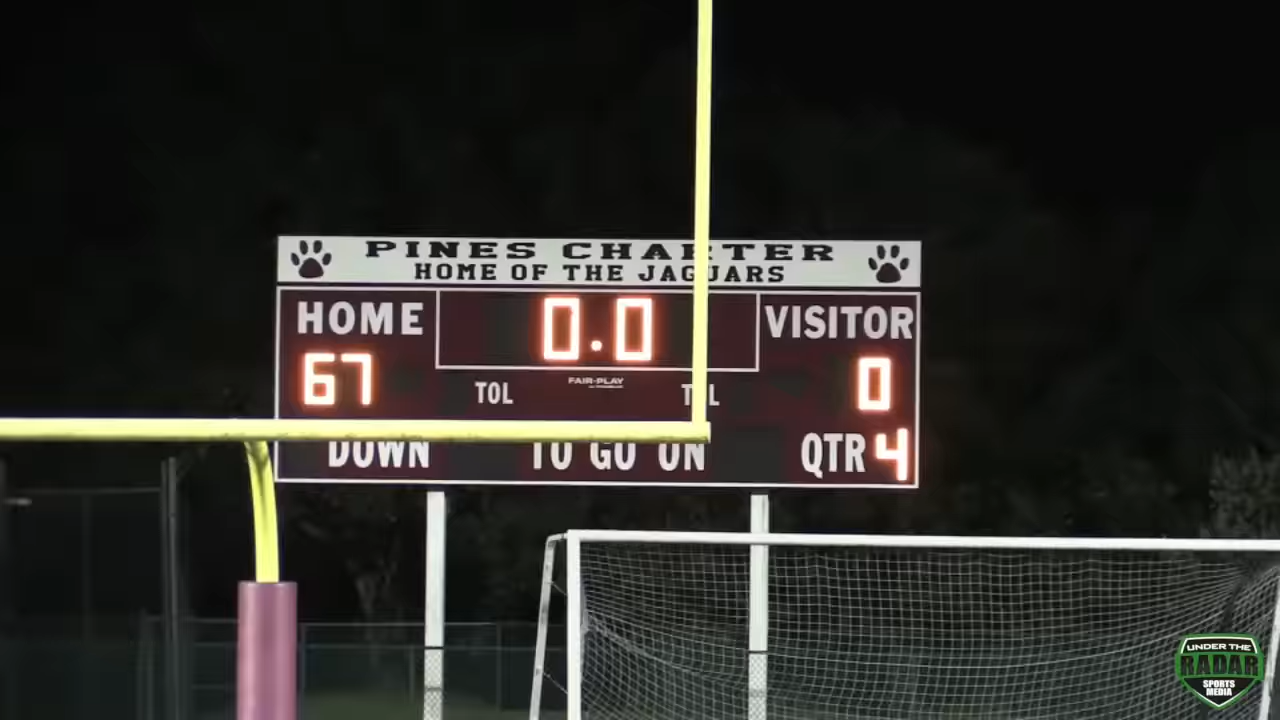 PINES CHARTER
HOME OF THE JAGUARS
HOME 0.0 VISITOR
67 0
FAIR-PLAY
TOL TOL
DOWN TO GO ON QTR 4
UNDER THE
RADAR
SPORTS
MEDIA